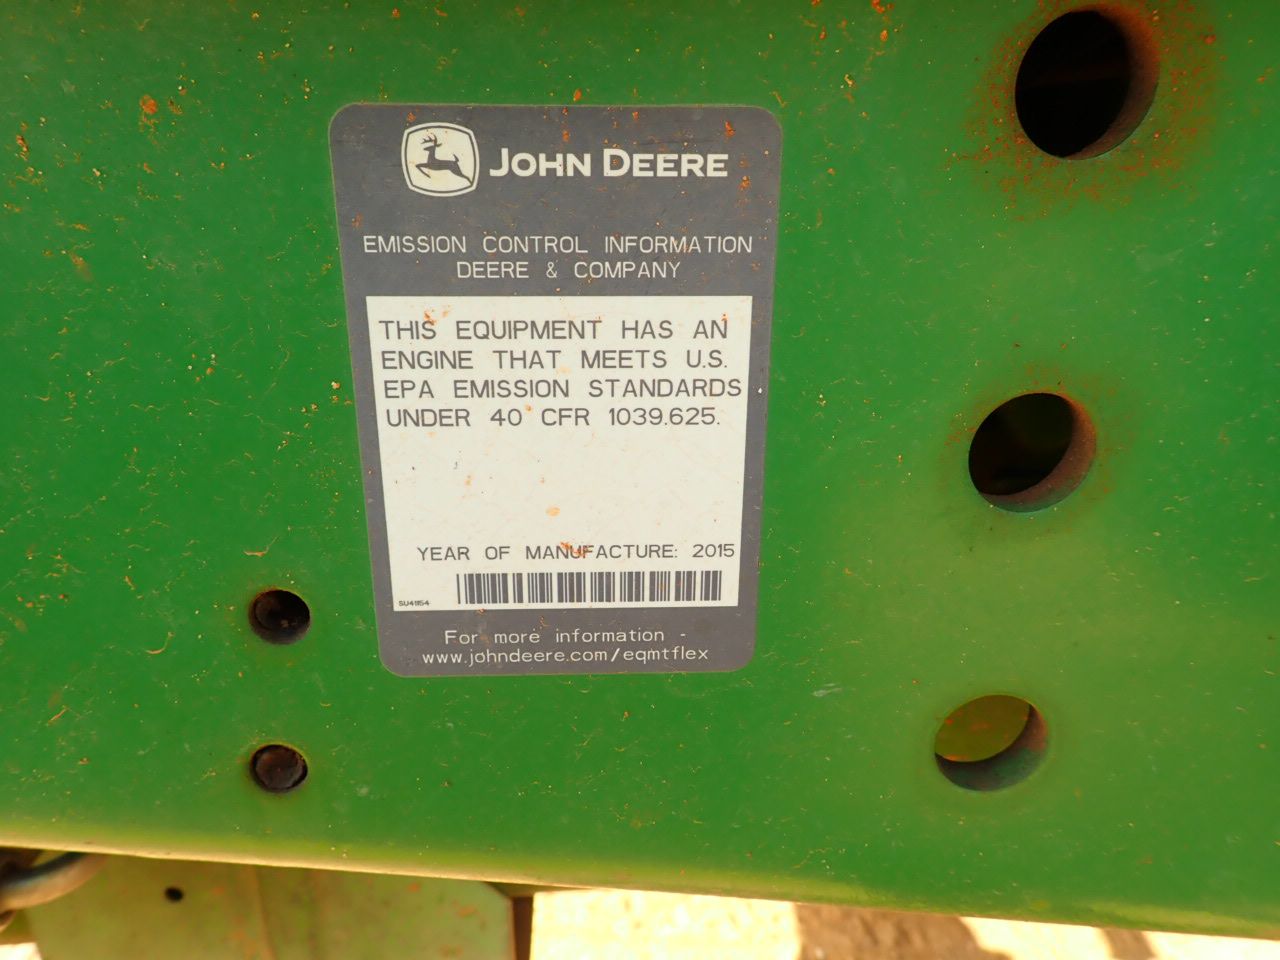 JOHN DEERE
EMISSION CONTROL INFORMATION
DEERE & COMPANY
THIS EQUIPMENT HAS AN
ENGINE THAT MEETS U.S.
EPA EMISSION STANDARDS
UNDER 40 CFR 1039.625.
YEAR OF MANUFACTURE: 2015
SU41154
For more information -
www.johndeere.com/eqmtflex